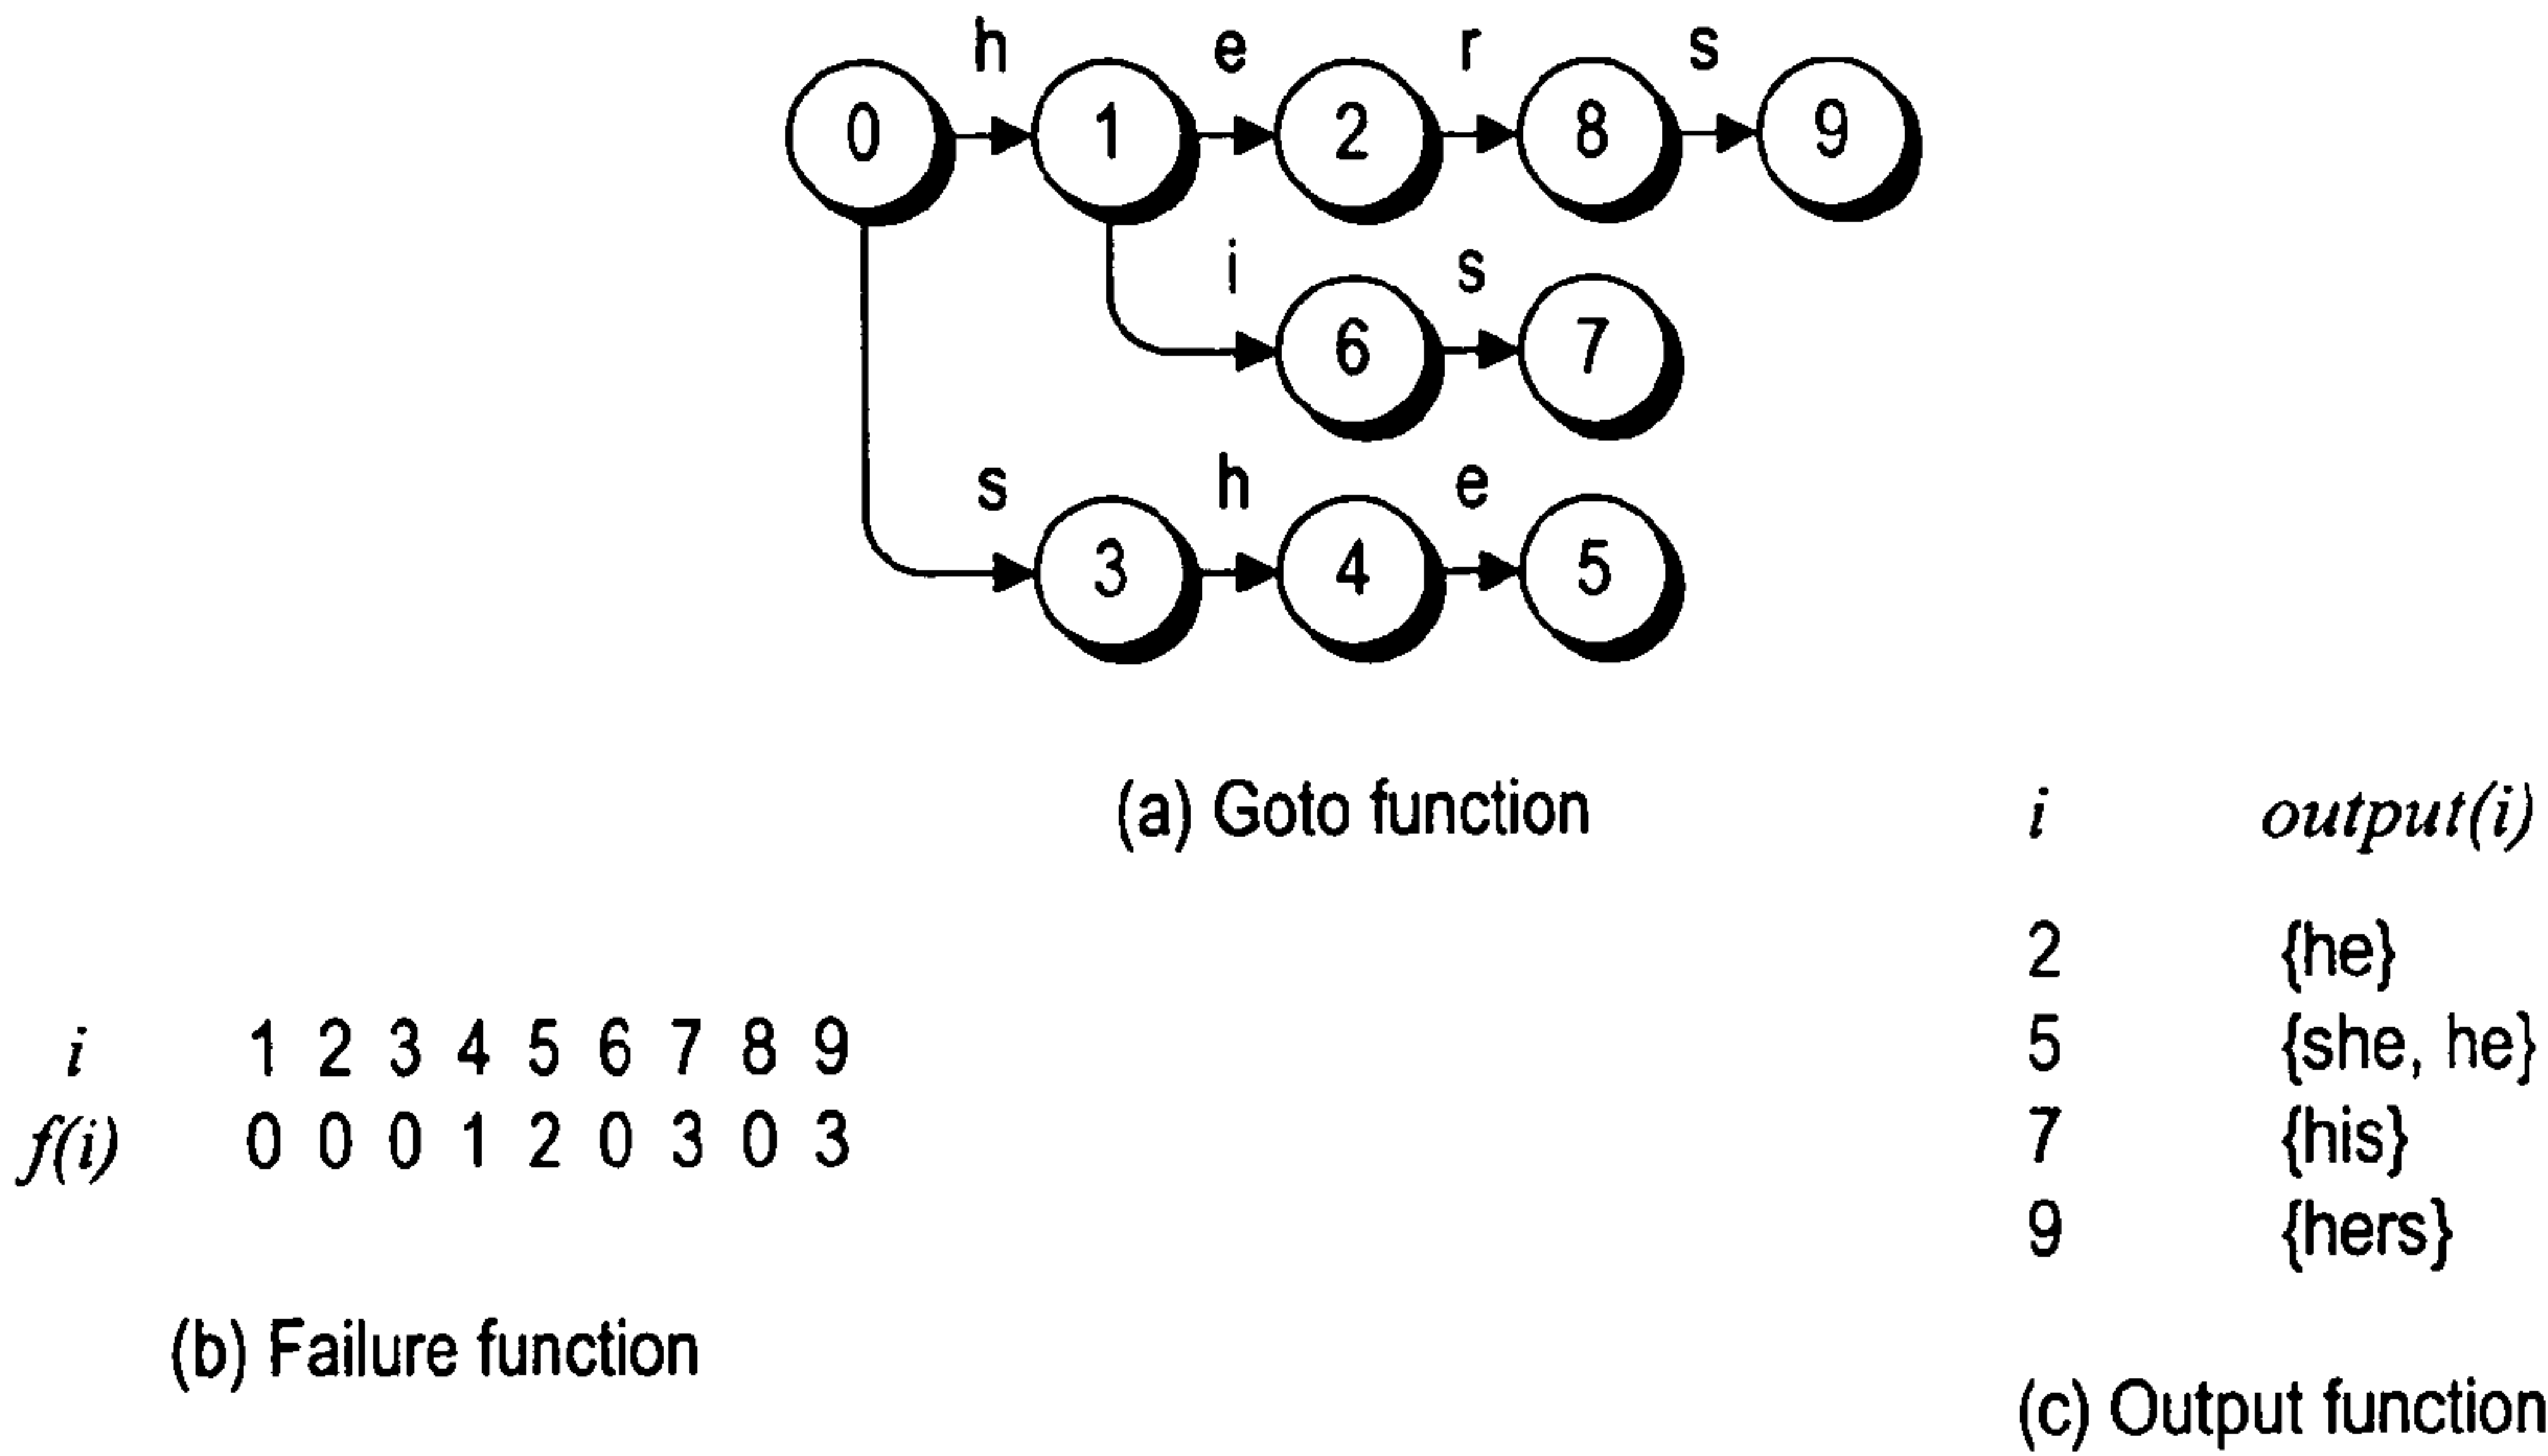 h e r s
0 1 2 8 9
i s
6 7
s h e
3 4 5
(a) Goto function
i output(i)
2 {he}
5 {she, he}
7 {his}
9 {hers}
(c) Output function
i 1 2 3 4 5 6 7 8 9
f(i) 0 0 0 1 2 0 3 0 3
(b) Failure function